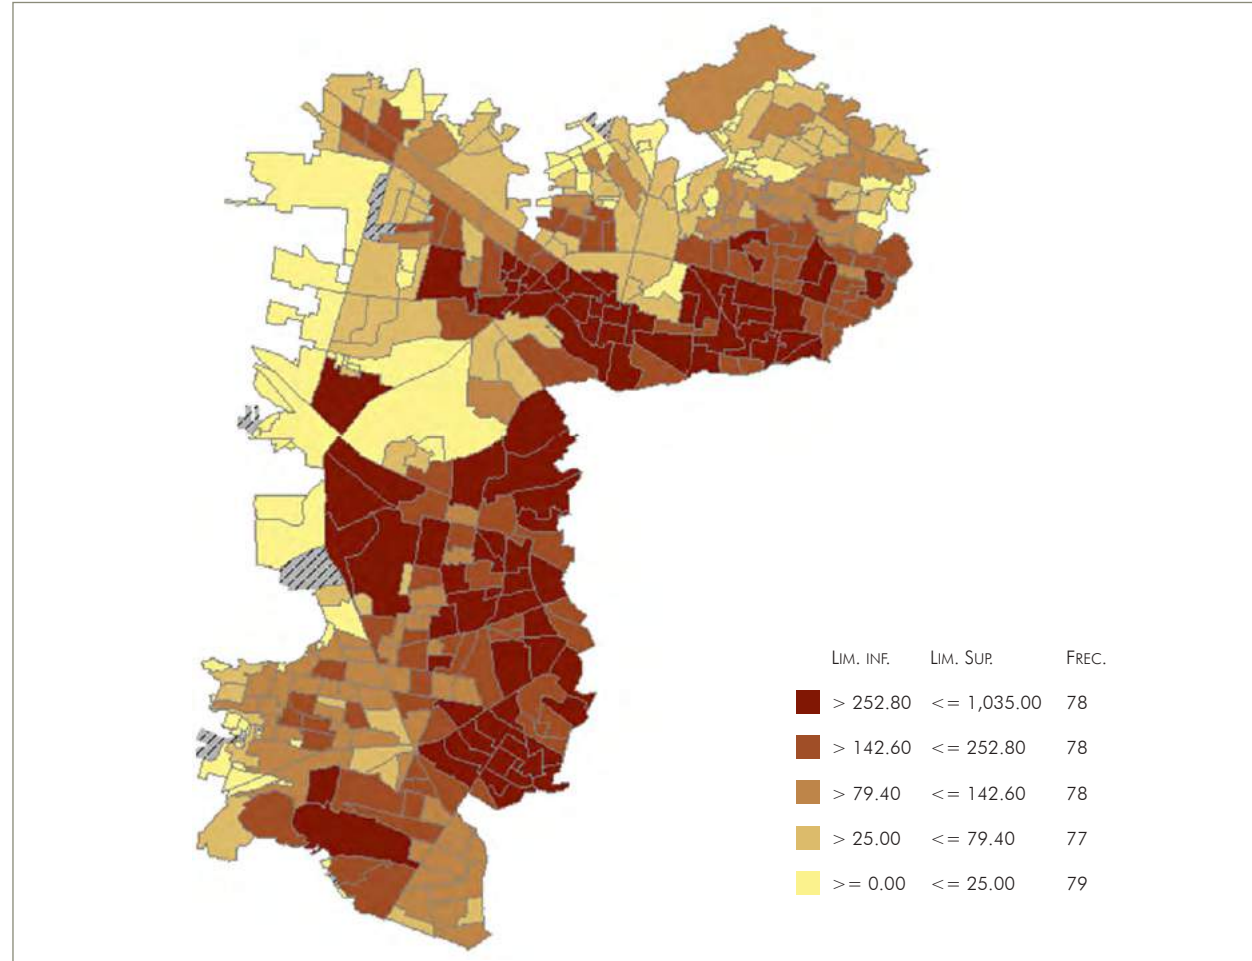 LIM. INF. LIM. SUP. FREC.
> 252.80 <= 1,035.00 78
> 142.60 <= 252.80 78
> 79.40 <= 142.60 78
> 25.00 <= 79.40 77
>= 0.00 <= 25.00 79